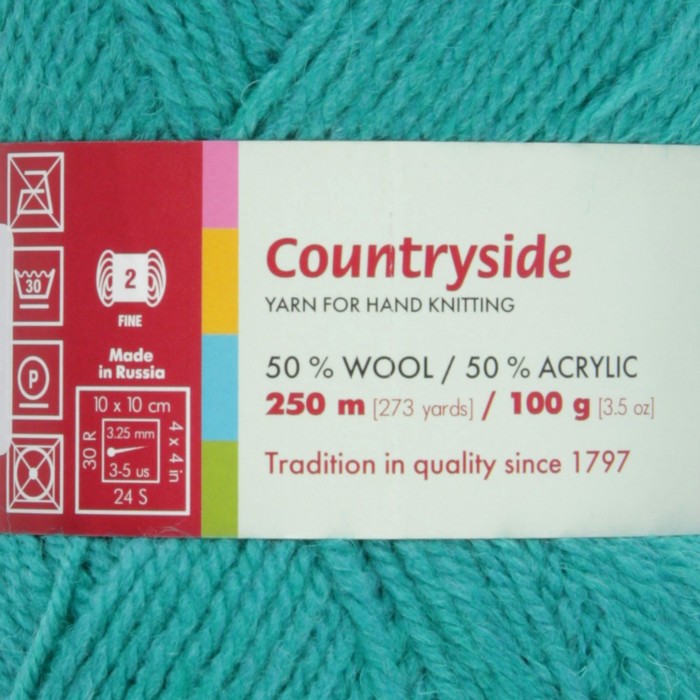 30
P
2
FINE
Made
in Russia
10 x 10 cm
30 R
3.25 mm
3-5 us
4 x 4 in
24 S
Countryside
YARN FOR HAND KNITTING
50 % WOOL / 50 % ACRYLIC
250 m [273 yards] / 100 g [3.5 oz]
Tradition in quality since 1797